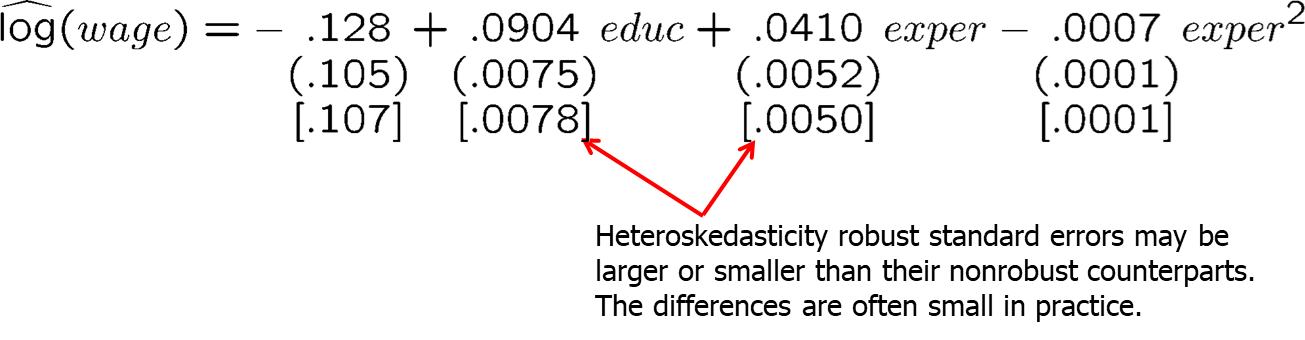 loĝ(wage) = − .128 + .0904 educ + .0410 exper − .0007 exper²
(.105) (.0075) (.0052) (.0001)
[.107] [.0078] [.0050] [.0001]
Heteroskedasticity robust standard errors may be
larger or smaller than their nonrobust counterparts.
The differences are often small in practice.